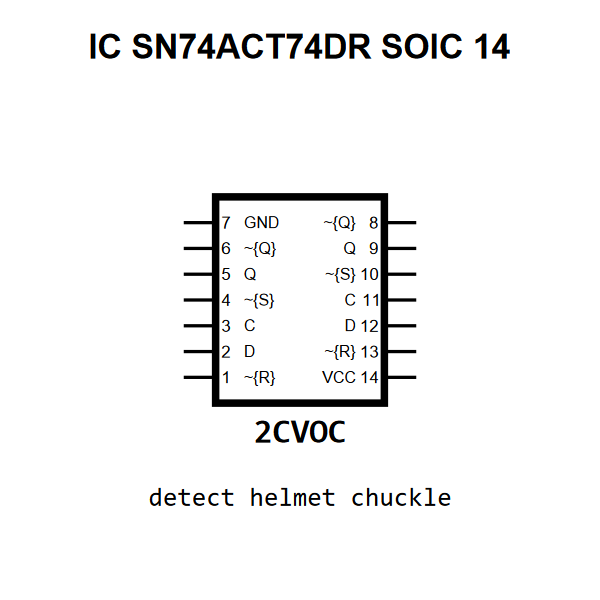 IC SN74ACT74DR SOIC 14
7 GND ~{Q} 8
6 ~{Q} Q 9
5 Q ~{S} 10
4 ~{S} C 11
3 C D 12
2 D ~{R} 13
1 ~{R} VCC 14
2CVOC
detect helmet chuckle